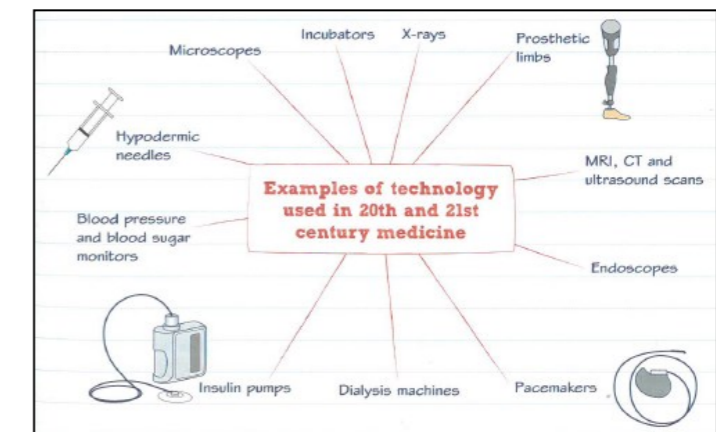 Incubators
X-rays
Microscopes
Prosthetic
limbs
Hypodermic
needles
MRI, CT and
ultrasound scans
Examples of technology
used in 20th and 21st
century medicine
Blood pressure
and blood sugar
monitors
Endoscopes
Insulin pumps
Dialysis machines
Pacemakers